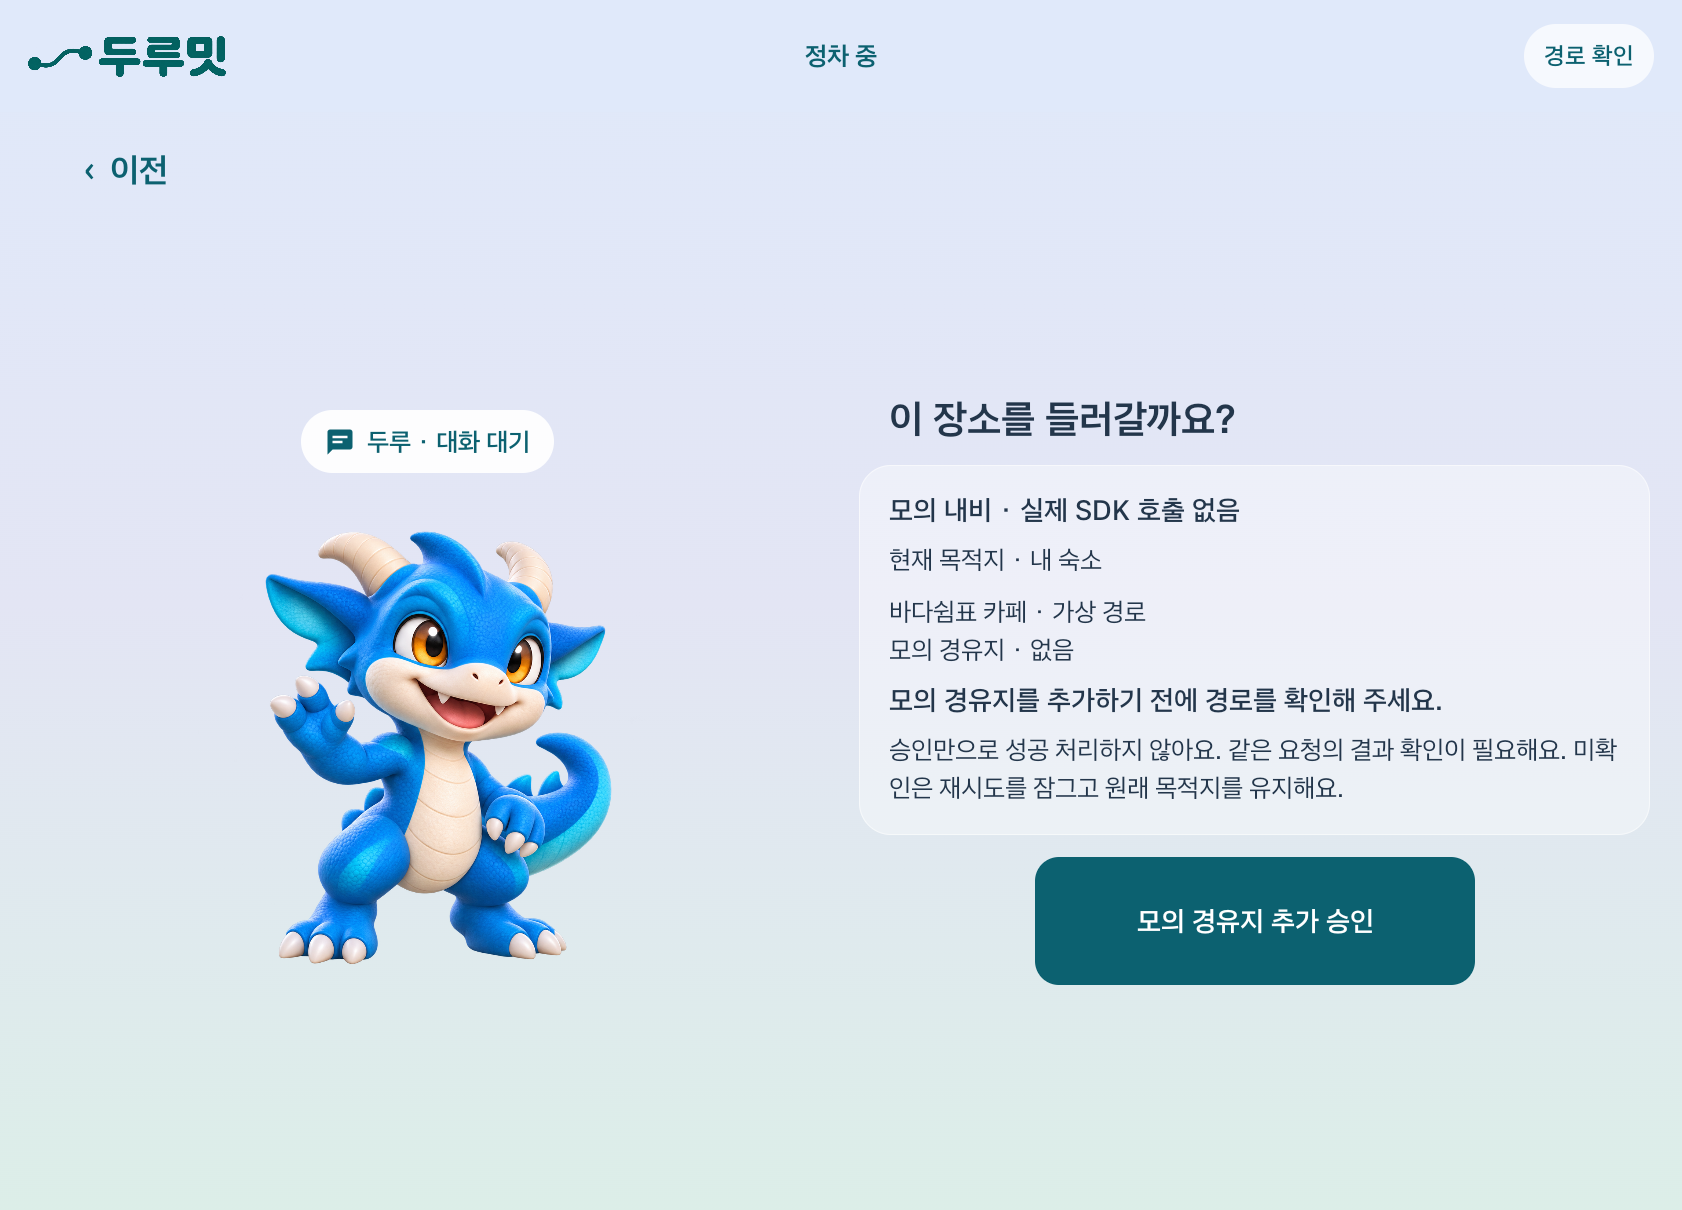 두루밋
정차 중
경로 확인
‹ 이전
두루 · 대화 대기
이 장소를 들러갈까요?
모의 내비 · 실제 SDK 호출 없음
현재 목적지 · 내 숙소
바다쉼표 카페 · 가상 경로
모의 경유지 · 없음
모의 경유지를 추가하기 전에 경로를 확인해 주세요.
승인만으로 성공 처리하지 않아요. 같은 요청의 결과 확인이 필요해요. 미확
인은 재시도를 잠그고 원래 목적지를 유지해요.
모의 경유지 추가 승인